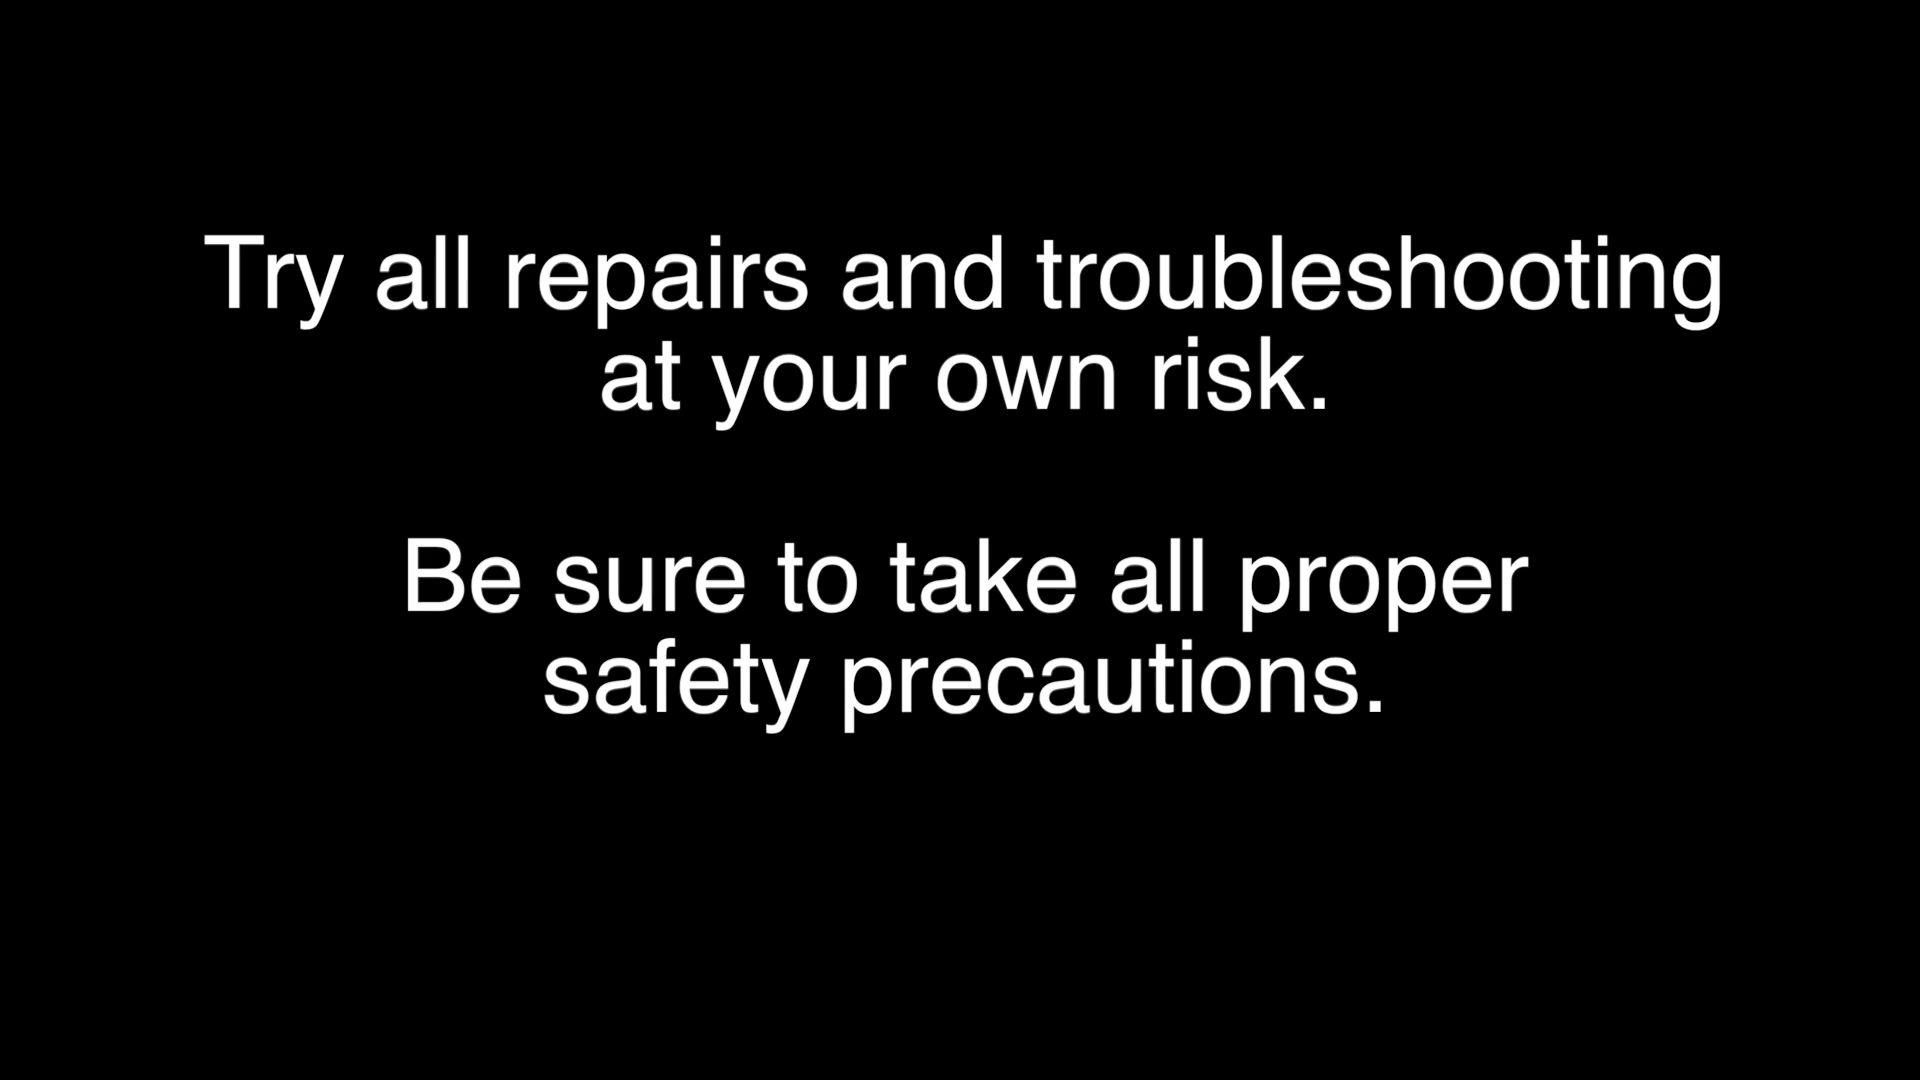 Try all repairs and troubleshooting
at your own risk.
Be sure to take all proper
safety precautions.